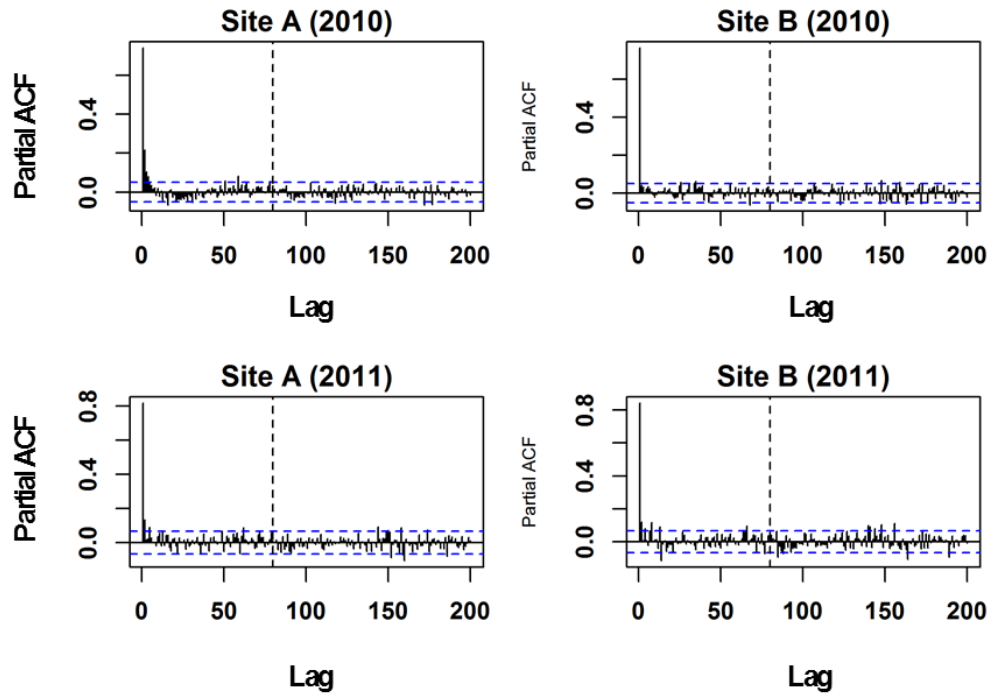 Site A (2010)
Partial ACF
0.4
0.0
0 50 100 150 200
Lag
Site B (2010)
Partial ACF
0.4
0.0
0 50 100 150 200
Lag
Site A (2011)
Partial ACF
0.8
0.4
0.0
0 50 100 150 200
Lag
Site B (2011)
Partial ACF
0.8
0.4
0.0
0 50 100 150 200
Lag